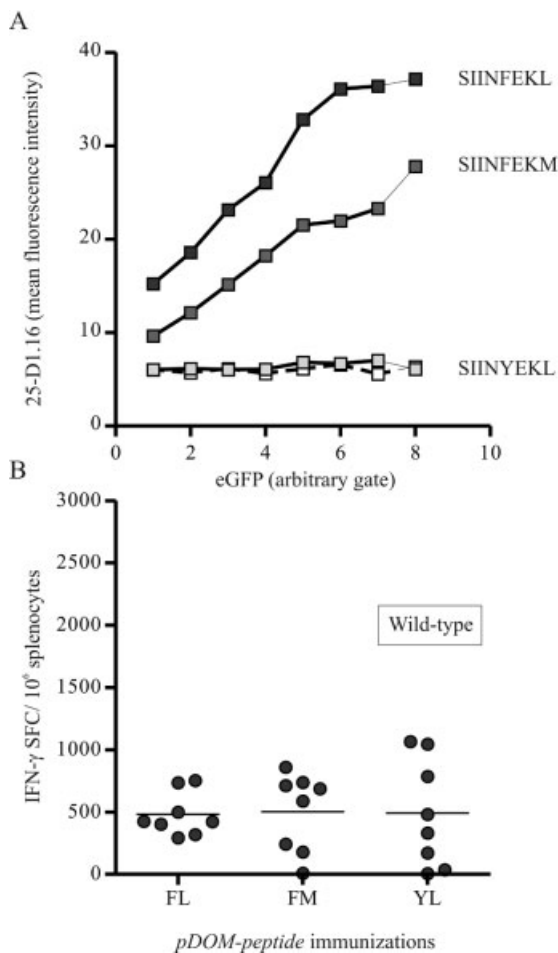 A
40
30
20
10
0
25-D1.16 (mean fluorescence intensity)
SIINFEKL
SIINFEKM
SIINYEKL
0 2 4 6 8 10
eGFP (arbitrary gate)
B
3000
2500
2000
1500
1000
500
0
IFN-γ SFC/ 10⁶ splenocytes
Wild-type
FL FM YL
pDOM-peptide immunizations